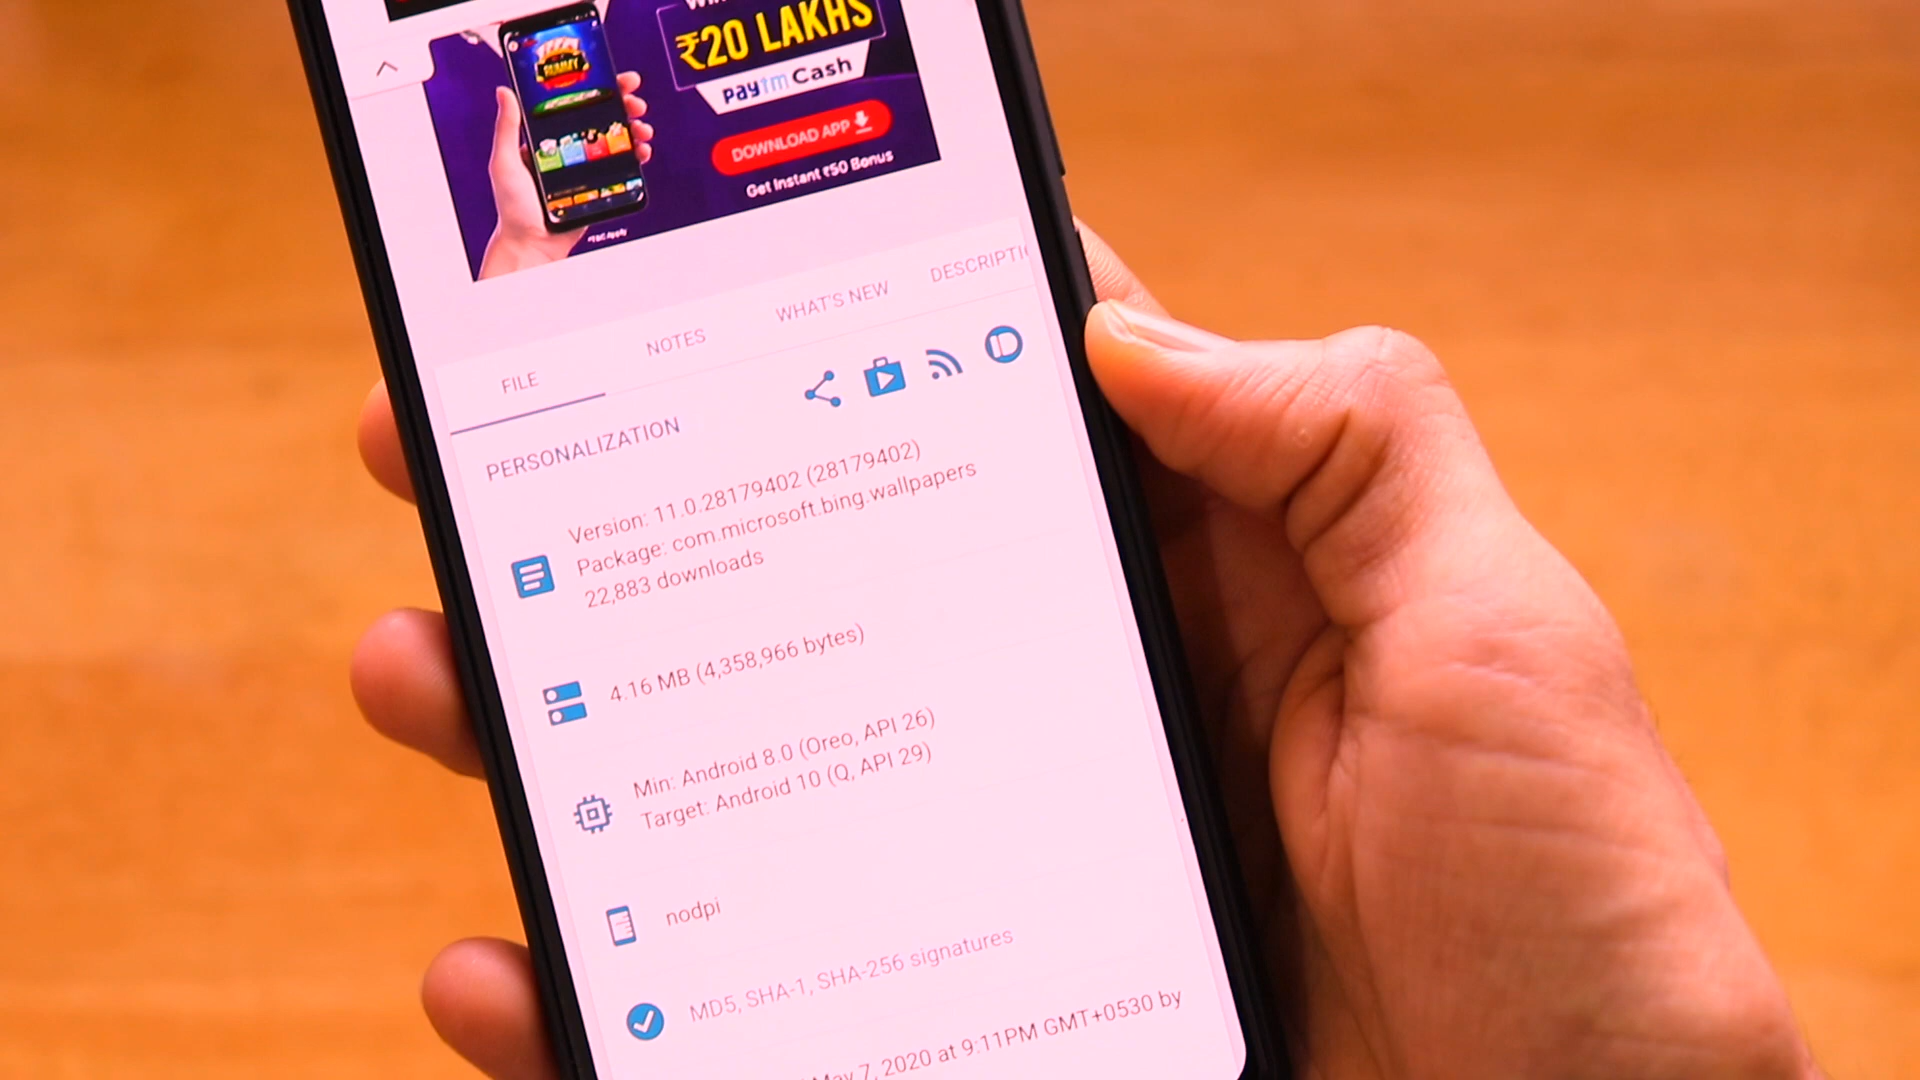 ₹20 LAKHS
paytm Cash
RUMMY
DOWNLOAD APP
Get Instant ₹50 Bonus
*T&C Apply
FILE
NOTES
WHAT'S NEW
PERSONALIZATION
Version: 11.0.28179402 (28179402)
Package: com.microsoft.bing.wallpapers
22,883 downloads
4.16 MB (4,358,966 bytes)
Min: Android 8.0 (Oreo, API 26)
Target: Android 10 (Q, API 29)
nodpi
MD5, SHA-1, SHA-256 signatures
May 7, 2020 at 9:11PM GMT+0530 by